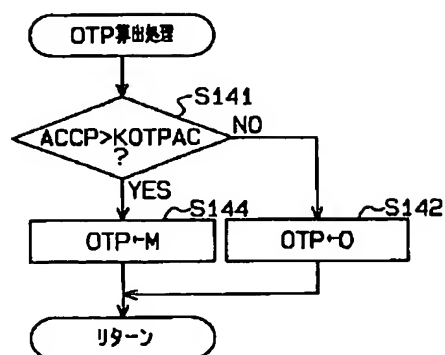 OTP算出処理
S141
ACCP>KOTPAC
?
NO
YES
S144
S142
OTP←M
OTP←0
リターン